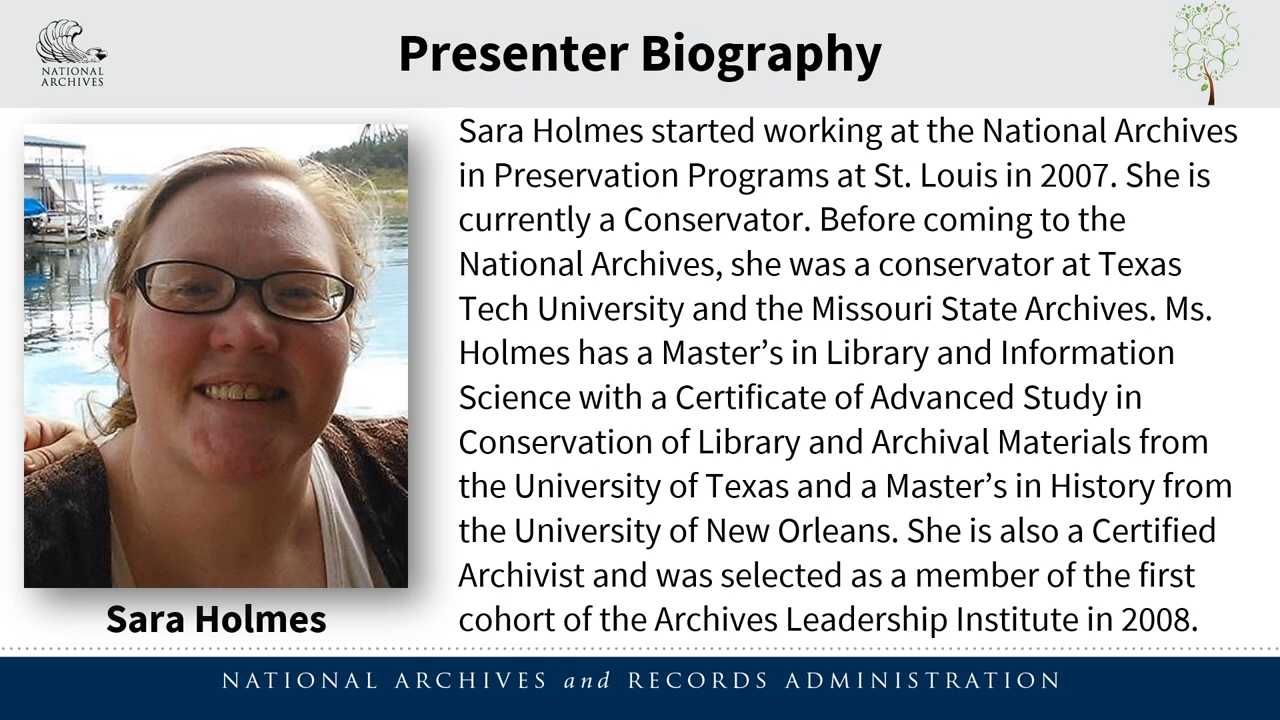 NATIONAL
ARCHIVES
Presenter Biography
Sara Holmes started working at the National Archives
in Preservation Programs at St. Louis in 2007. She is
currently a Conservator. Before coming to the
National Archives, she was a conservator at Texas
Tech University and the Missouri State Archives. Ms.
Holmes has a Master’s in Library and Information
Science with a Certificate of Advanced Study in
Conservation of Library and Archival Materials from
the University of Texas and a Master’s in History from
the University of New Orleans. She is also a Certified
Archivist and was selected as a member of the first
cohort of the Archives Leadership Institute in 2008.
Sara Holmes
NATIONAL ARCHIVES and RECORDS ADMINISTRATION